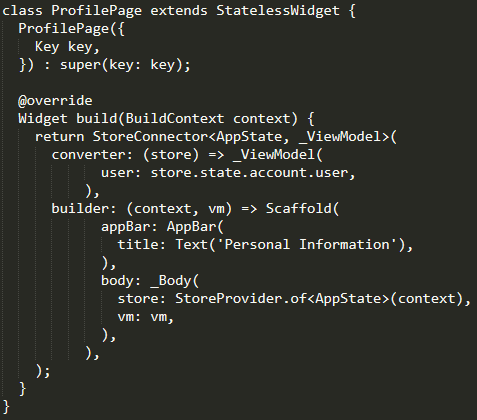 class ProfilePage extends StatelessWidget {
  ProfilePage({
    Key key,
  }) : super(key: key);

  @override
  Widget build(BuildContext context) {
    return StoreConnector<AppState, _ViewModel>(
      converter: (store) => _ViewModel(
            user: store.state.account.user,
          ),
      builder: (context, vm) => Scaffold(
            appBar: AppBar(
              title: Text('Personal Information'),
            ),
            body: _Body(
              store: StoreProvider.of<AppState>(context),
              vm: vm,
            ),
          ),
    );
  }
}